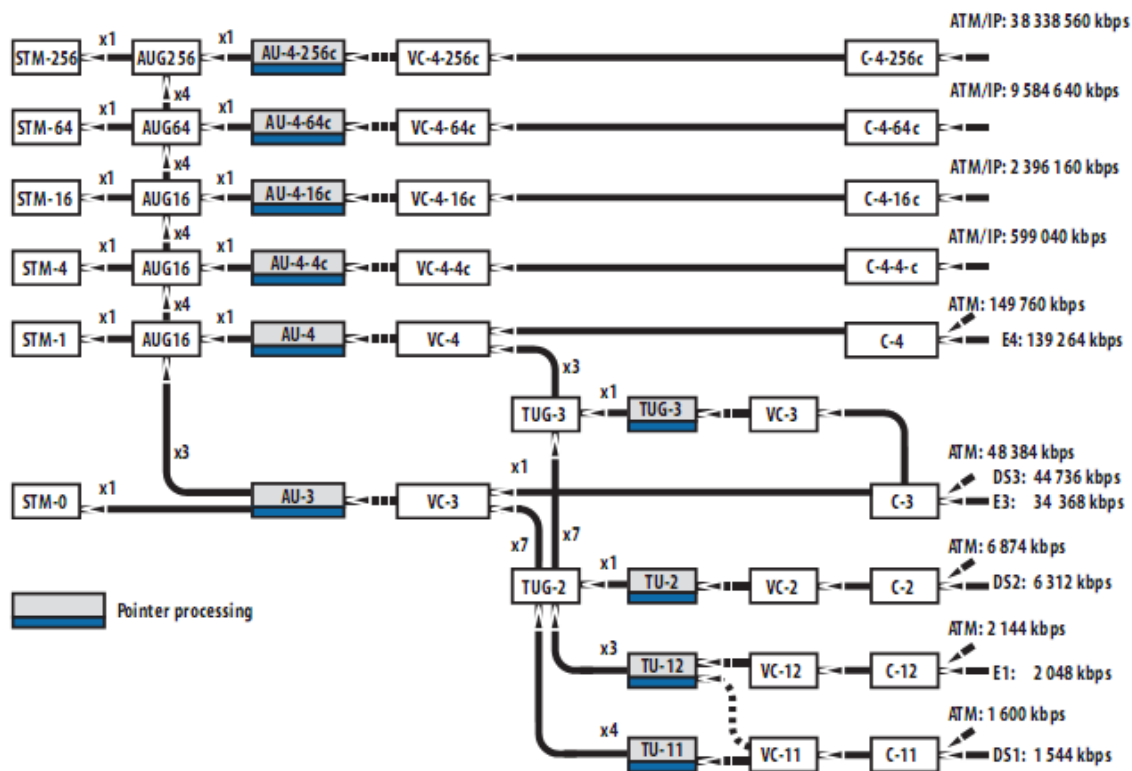 ATM/IP: 38 338 560 kbps
x1 x1
STM-256 AUG256 AU-4-256c VC-4-256c C-4-256c
x4
ATM/IP: 9 584 640 kbps
x1 x1
STM-64 AUG64 AU-4-64c VC-4-64c C-4-64c
x4
ATM/IP: 2 396 160 kbps
x1 x1
STM-16 AUG16 AU-4-16c VC-4-16c C-4-16c
x4
ATM/IP: 599 040 kbps
x1 x1
STM-4 AUG16 AU-4-4c VC-4-4c C-4-4-c
x4
ATM: 149 760 kbps
x1 x1
STM-1 AUG16 AU-4 VC-4 C-4 E4: 139 264 kbps
x3
x1
TUG-3 TUG-3 VC-3
x3
x1
ATM: 48 384 kbps
DS3: 44 736 kbps
x1
STM-0 AU-3 VC-3 C-3 E3: 34 368 kbps
x7 x7
ATM: 6 874 kbps
x1
TUG-2 TU-2 VC-2 C-2 DS2: 6 312 kbps
Pointer processing
ATM: 2 144 kbps
x3
TU-12 VC-12 C-12 E1: 2 048 kbps
ATM: 1 600 kbps
x4
TU-11 VC-11 C-11 DS1: 1 544 kbps